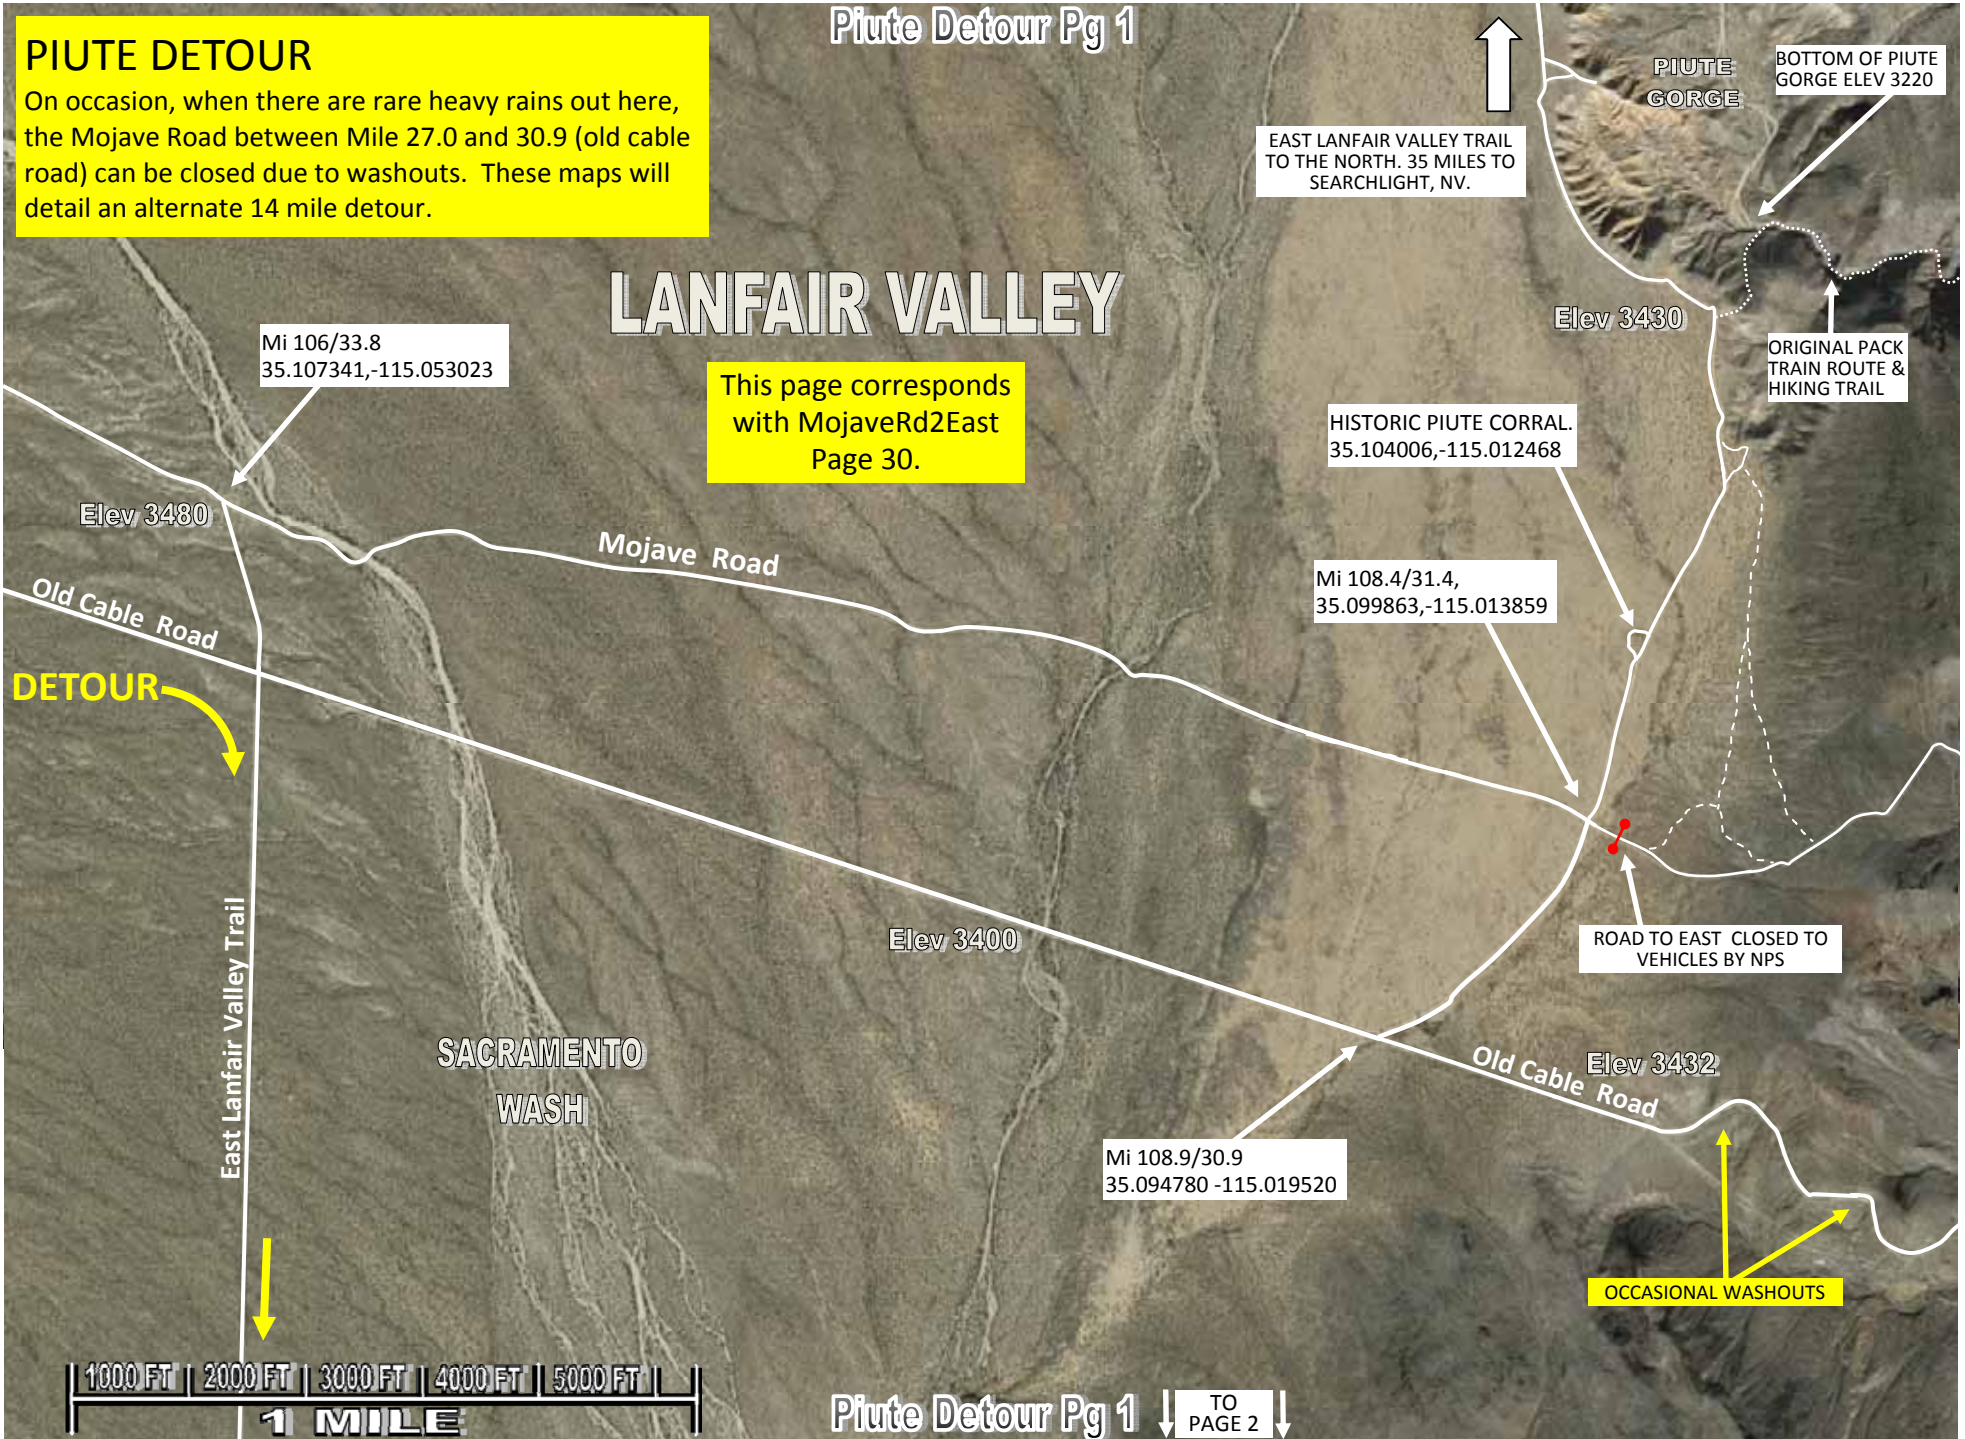 Piute Detour Pg 1
PIUTE DETOUR
On occasion, when there are rare heavy rains out here,
the Mojave Road between Mile 27.0 and 30.9 (old cable
road) can be closed due to washouts.  These maps will
detail an alternate 14 mile detour.
PIUTE
GORGE
BOTTOM OF PIUTE
GORGE ELEV 3220
EAST LANFAIR VALLEY TRAIL
TO THE NORTH. 35 MILES TO
SEARCHLIGHT, NV.
LANFAIR VALLEY
Elev 3430
Mi 106/33.8
35.107341,-115.053023
ORIGINAL PACK
TRAIN ROUTE &
HIKING TRAIL
This page corresponds
with MojaveRd2East
Page 30.
HISTORIC PIUTE CORRAL.
35.104006,-115.012468
Elev 3480
Mojave Road
Mi 108.4/31.4,
35.099863,-115.013859
Old Cable Road
DETOUR
East Lanfair Valley Trail
Elev 3400
ROAD TO EAST CLOSED TO
VEHICLES BY NPS
SACRAMENTO
WASH
Old Cable Road
Elev 3432
Mi 108.9/30.9
35.094780 -115.019520
OCCASIONAL WASHOUTS
1000 FT 2000 FT 3000 FT 4000 FT 5000 FT
1 MILE
Piute Detour Pg 1
TO
PAGE 2